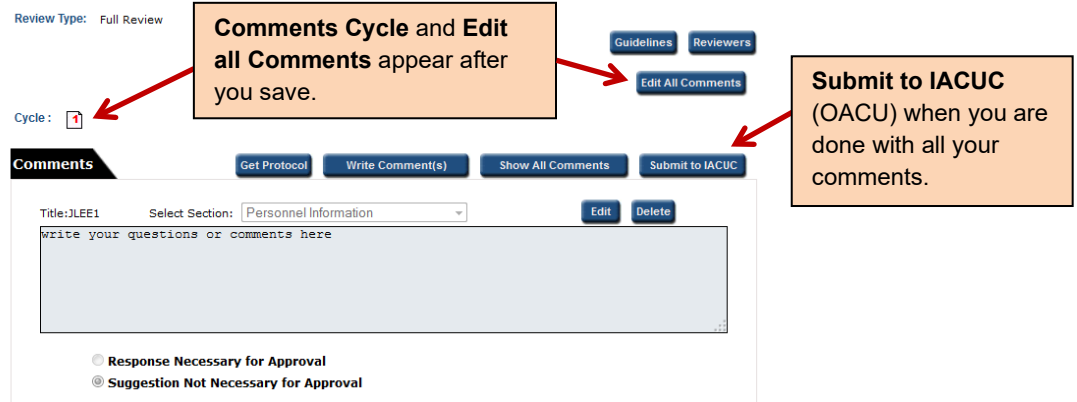 Review Type: Full Review
Comments Cycle and Edit
all Comments appear after
you save.
Guidelines Reviewers
Edit All Comments
Submit to IACUC
(OACU) when you are
done with all your
comments.
Cycle : 1
Comments Get Protocol Write Comment(s) Show All Comments Submit to IACUC
Title:JLEE1 Select Section: Personnel Information Edit Delete
write your questions or comments here
Response Necessary for Approval
Suggestion Not Necessary for Approval